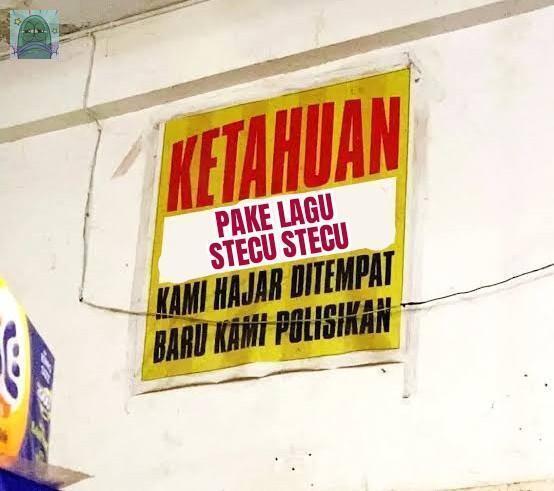 KETAHUAN
PAKE LAGU
STECU STECU
KAMI HAJAR DITEMPAT
BARU KAMI POLISIKAN